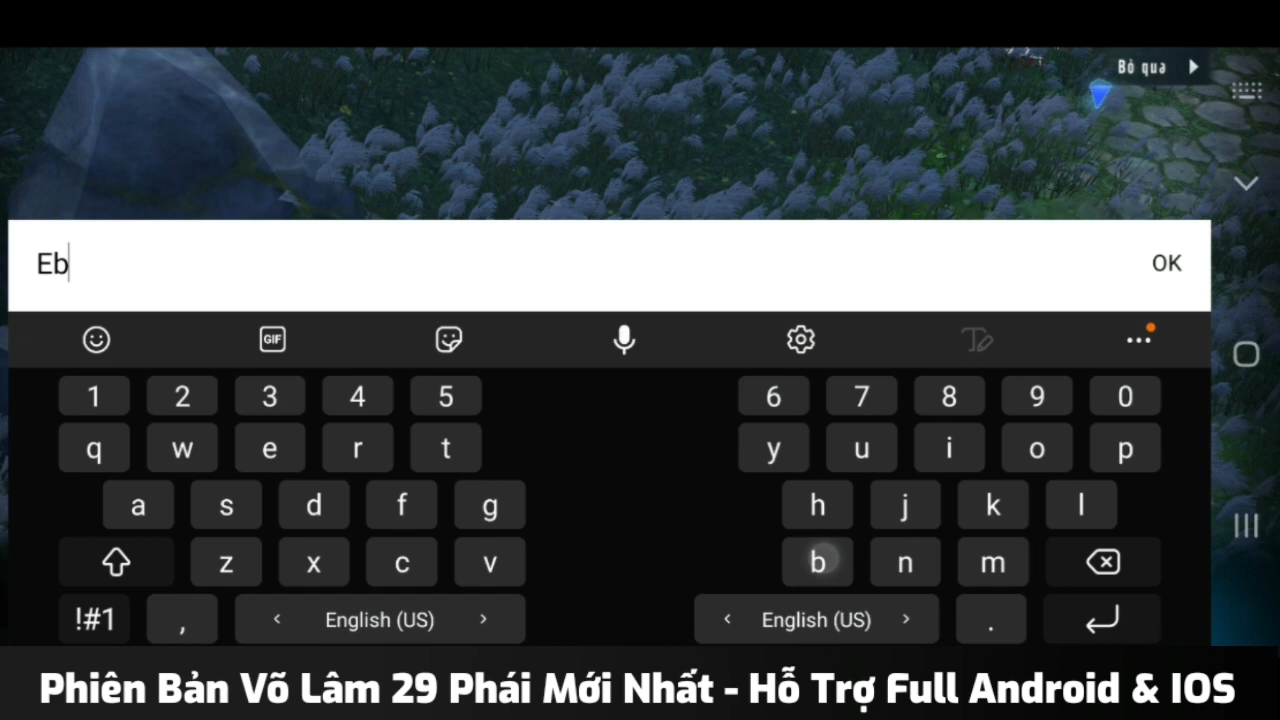 Bỏ qua
Eb
OK
GIF
1 2 3 4 5 6 7 8 9 0
q w e r t y u i o p
a s d f g h j k l
z x c v b n m
!#1 , < English (US) > < English (US) > .
Phiên Bản Võ Lâm 29 Phái Mới Nhất - Hỗ Trợ Full Android & IOS